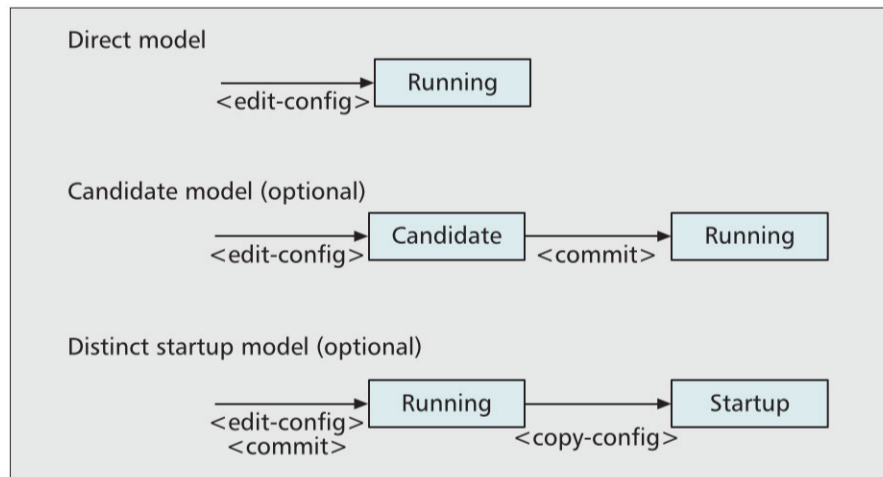 Direct model
<edit-config>
Running
Candidate model (optional)
<edit-config>
Candidate
<commit>
Running
Distinct startup model (optional)
<edit-config>
<commit>
Running
<copy-config>
Startup